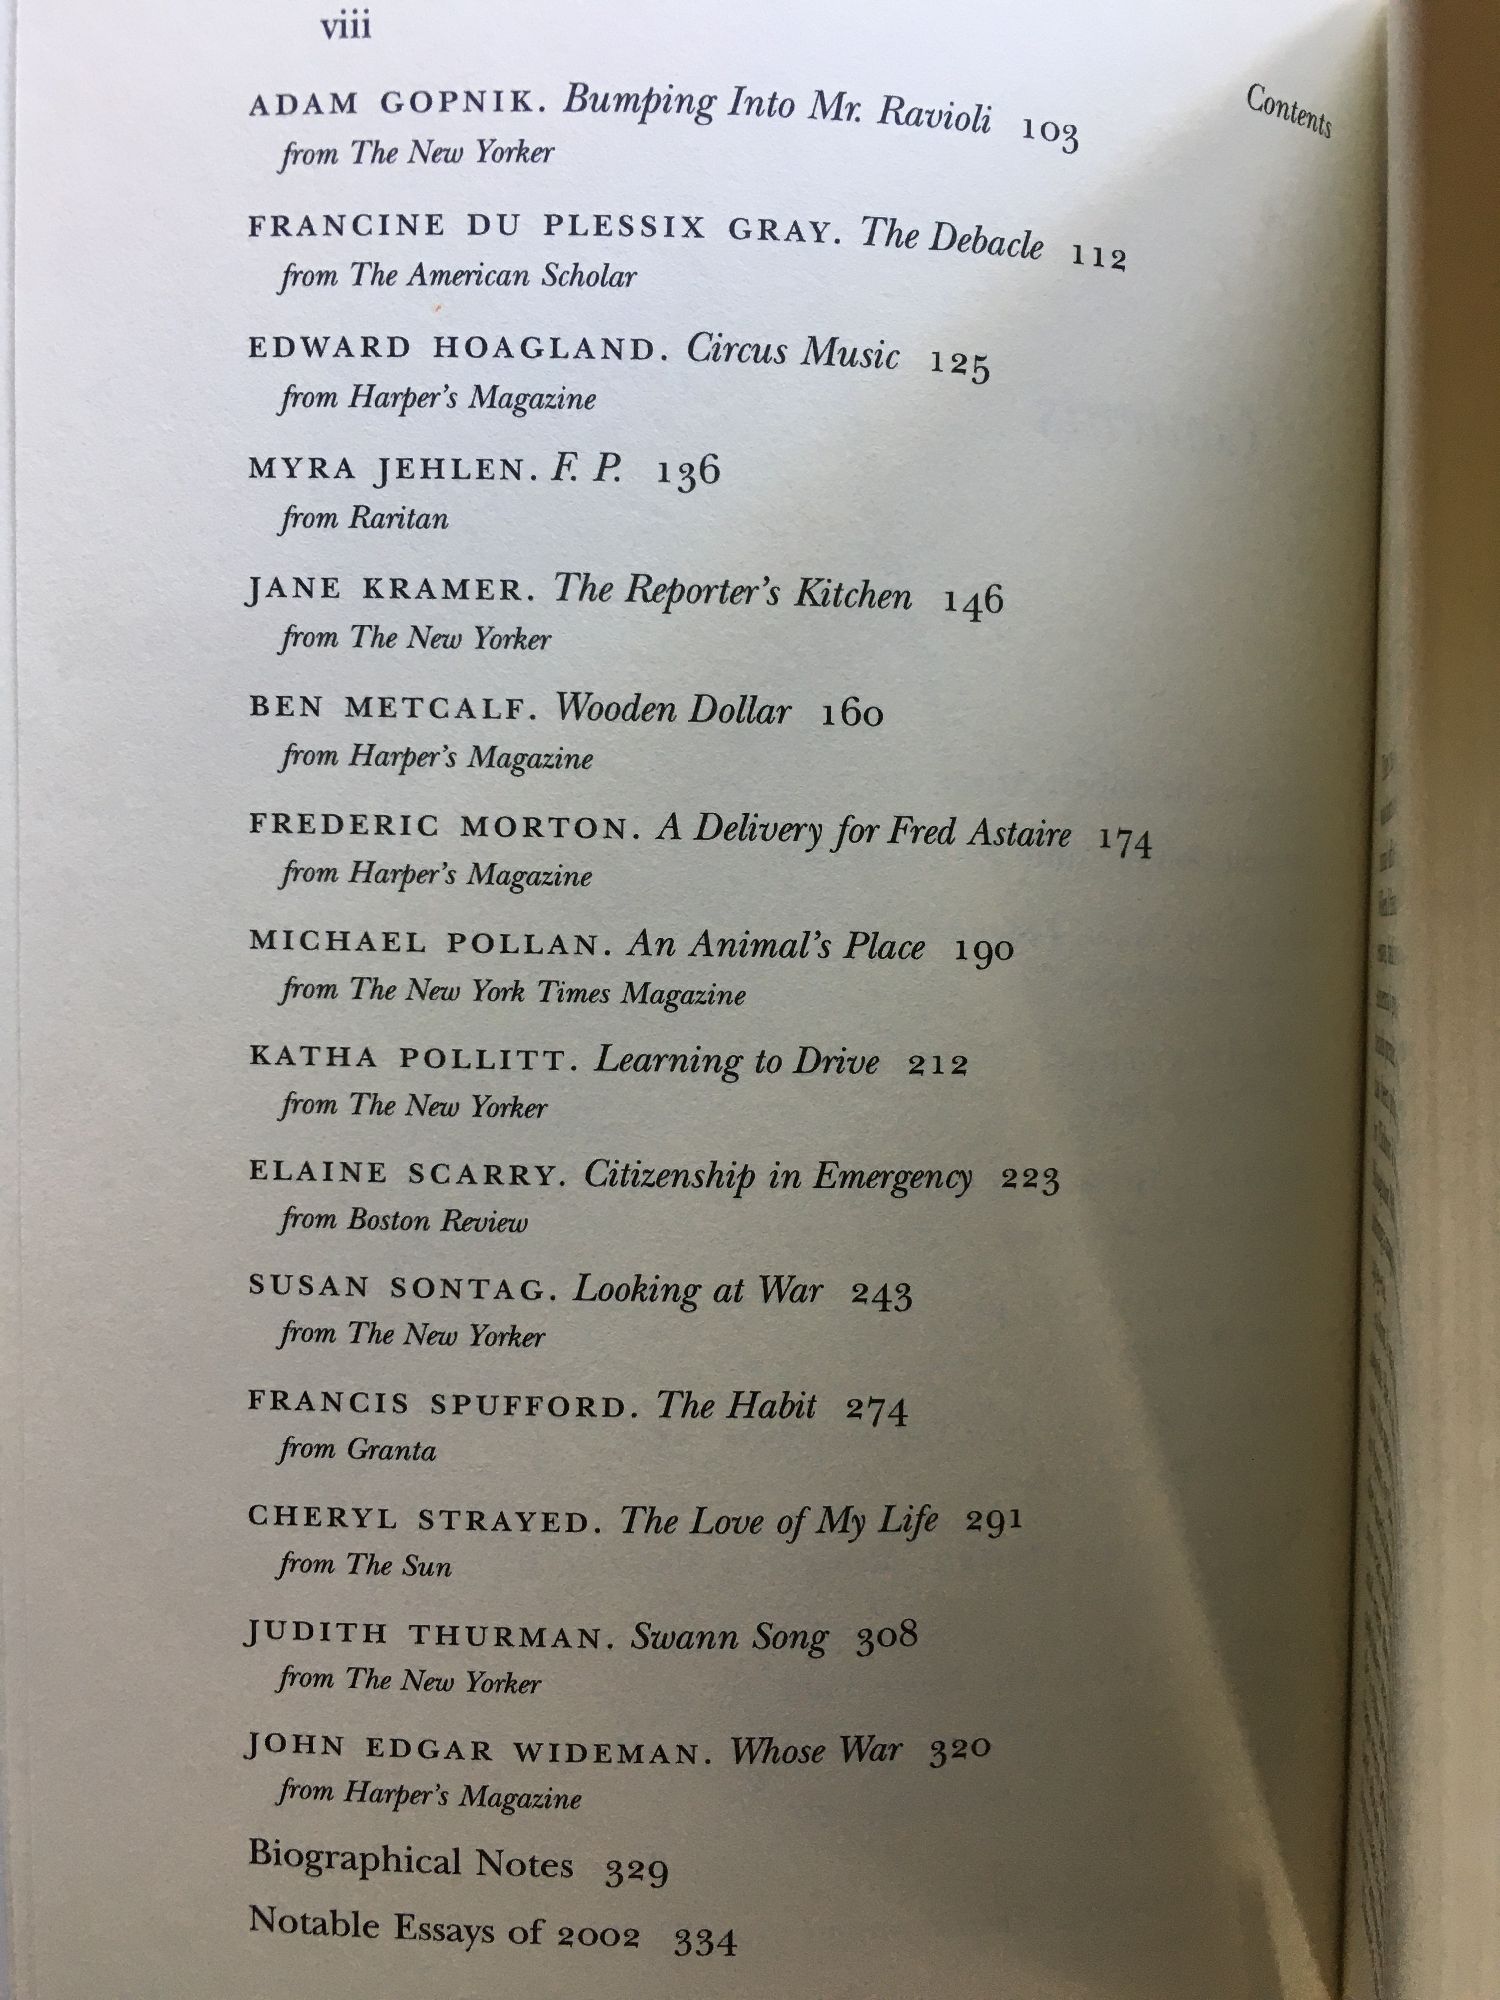 viii
Contents
ADAM GOPNIK. Bumping Into Mr. Ravioli 103
from The New Yorker
FRANCINE DU PLESSIX GRAY. The Debacle 112
from The American Scholar
EDWARD HOAGLAND. Circus Music 125
from Harper's Magazine
MYRA JEHLEN. F. P. 136
from Raritan
JANE KRAMER. The Reporter's Kitchen 146
from The New Yorker
BEN METCALF. Wooden Dollar 160
from Harper's Magazine
FREDERIC MORTON. A Delivery for Fred Astaire 174
from Harper's Magazine
MICHAEL POLLAN. An Animal's Place 190
from The New York Times Magazine
KATHA POLLITT. Learning to Drive 212
from The New Yorker
ELAINE SCARRY. Citizenship in Emergency 223
from Boston Review
SUSAN SONTAG. Looking at War 243
from The New Yorker
FRANCIS SPUFFORD. The Habit 274
from Granta
CHERYL STRAYED. The Love of My Life 291
from The Sun
JUDITH THURMAN. Swann Song 308
from The New Yorker
JOHN EDGAR WIDEMAN. Whose War 320
from Harper's Magazine
Biographical Notes 329
Notable Essays of 2002 334